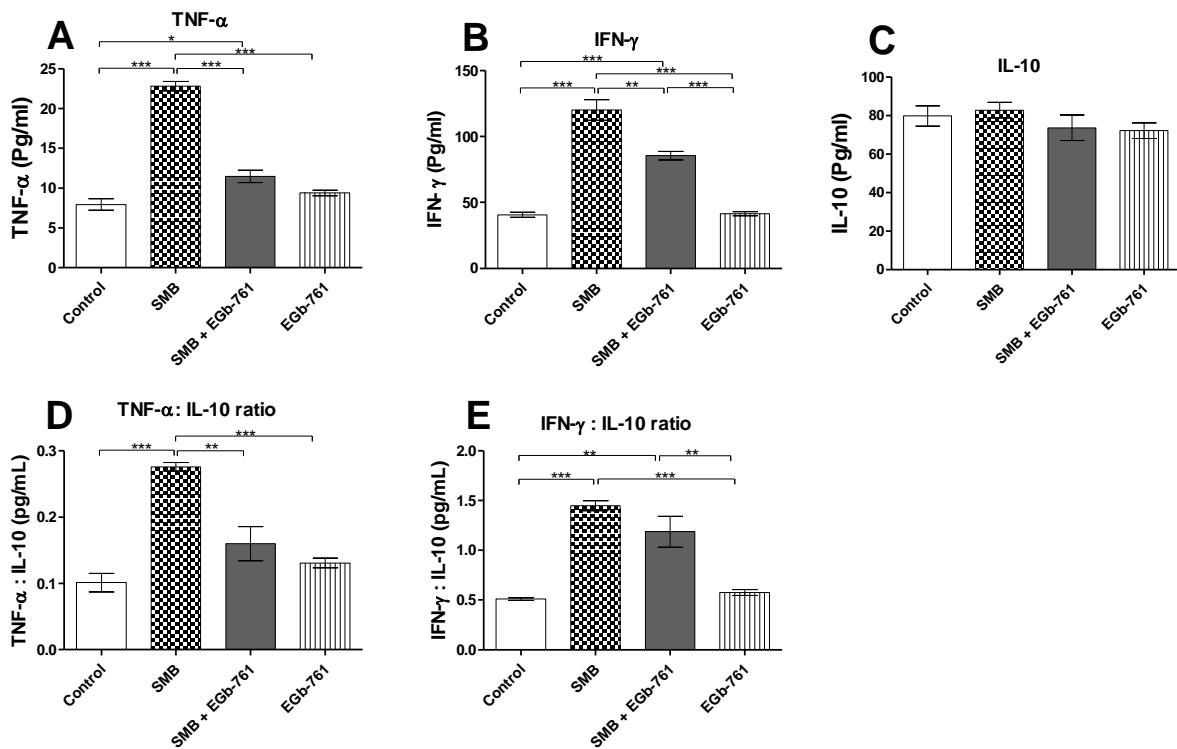 A
TNF-α
*
***
***
***
TNF-α (Pg/ml)
25
20
15
10
5
0
Control
SMB
SMB + EGb-761
EGb-761
B
IFN-γ
***
***
***
**
***
IFN- γ (Pg/ml)
150
100
50
0
Control
SMB
SMB + EGb-761
EGb-761
C
IL-10
IL-10 (Pg/ml)
100
80
60
40
20
0
Control
SMB
SMB + EGb-761
EGb-761
D
TNF-α : IL-10 ratio
***
***
**
TNF-α : IL-10 (pg/mL)
0.3
0.2
0.1
0.0
Control
SMB
SMB + EGb-761
EGb-761
E
IFN-γ : IL-10 ratio
**
**
***
***
IFN-γ : IL-10 (pg/mL)
2.0
1.5
1.0
0.5
0.0
Control
SMB
SMB + EGb-761
EGb-761